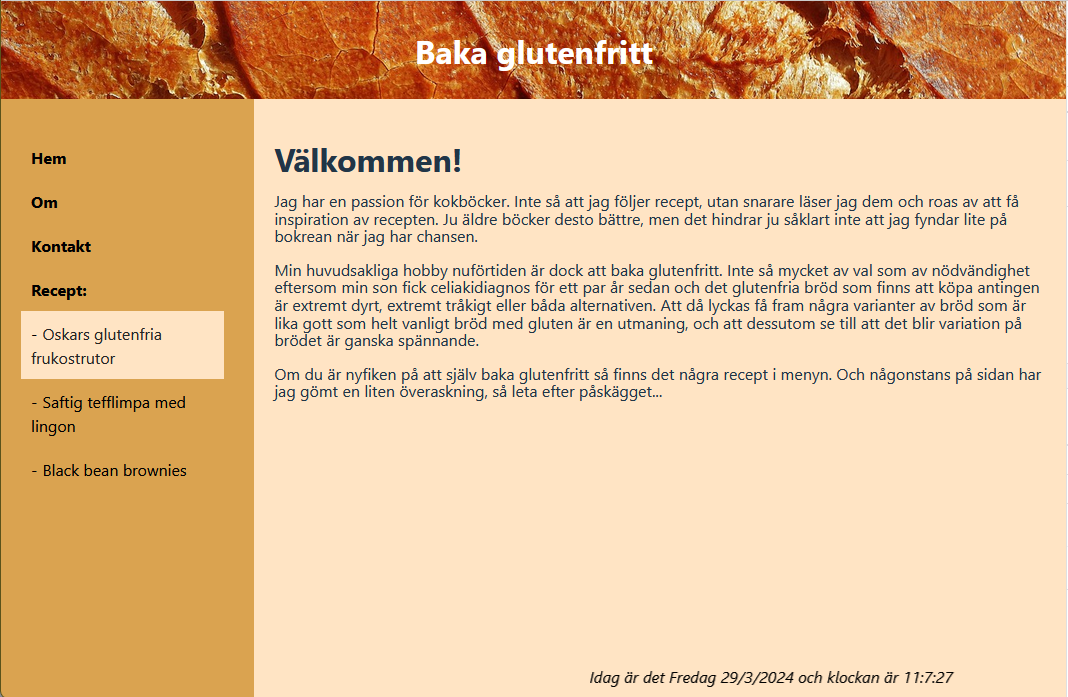 Baka glutenfritt
Hem
Om
Kontakt
Recept:
- Oskars glutenfria
frukostrutor
- Saftig tefflimpa med
lingon
- Black bean brownies
Välkommen!
Jag har en passion för kokböcker. Inte så att jag följer recept, utan snarare läser jag dem och roas av att få
inspiration av recepten. Ju äldre böcker desto bättre, men det hindrar ju såklart inte att jag fyndar lite på
bokrean när jag har chansen.
Min huvudsakliga hobby nuförtiden är dock att baka glutenfritt. Inte så mycket av val som av nödvändighet
eftersom min son fick celiakidiagnos för ett par år sedan och det glutenfria bröd som finns att köpa antingen
är extremt dyrt, extremt tråkigt eller båda alternativen. Att då lyckas få fram några varianter av bröd som är
lika gott som helt vanligt bröd med gluten är en utmaning, och att dessutom se till att det blir variation på
brödet är ganska spännande.
Om du är nyfiken på att själv baka glutenfritt så finns det några recept i menyn. Och någonstans på sidan har
jag gömt en liten överaskning, så leta efter påskägget...
Idag är det Fredag 29/3/2024 och klockan är 11:7:27